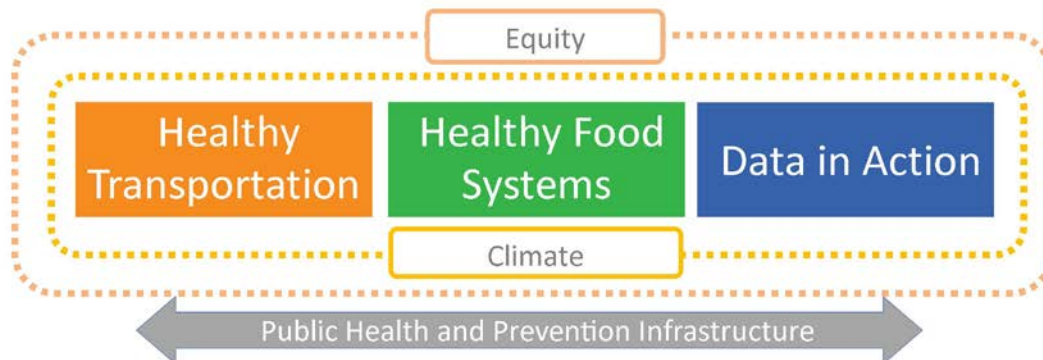 Equity
Healthy
Transportation
Healthy Food
Systems
Data in Action
Climate
Public Health and Prevention Infrastructure